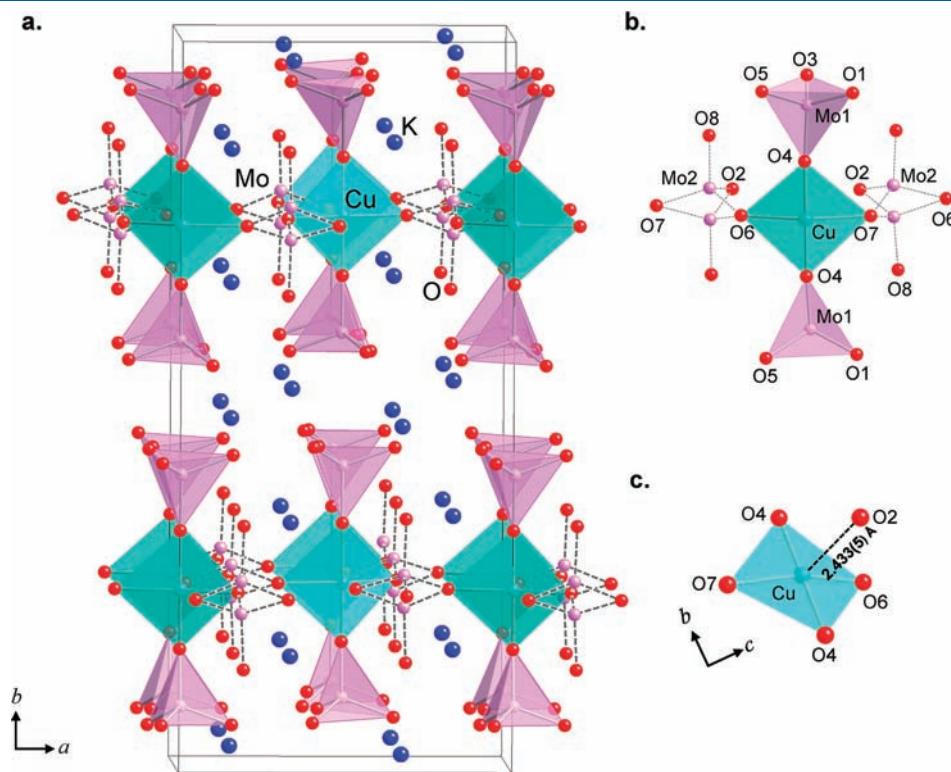 a.
K
Mo
Cu
O
b
a
b.
O3
O5
O1
Mo1
O8
O4
O2
O2
Mo2
Mo2
O7
O6
Cu
O7
O6
O4
O8
Mo1
O5
O1
c.
O4
O2
2.433(5) Å
O7
Cu
O6
b
c
O4